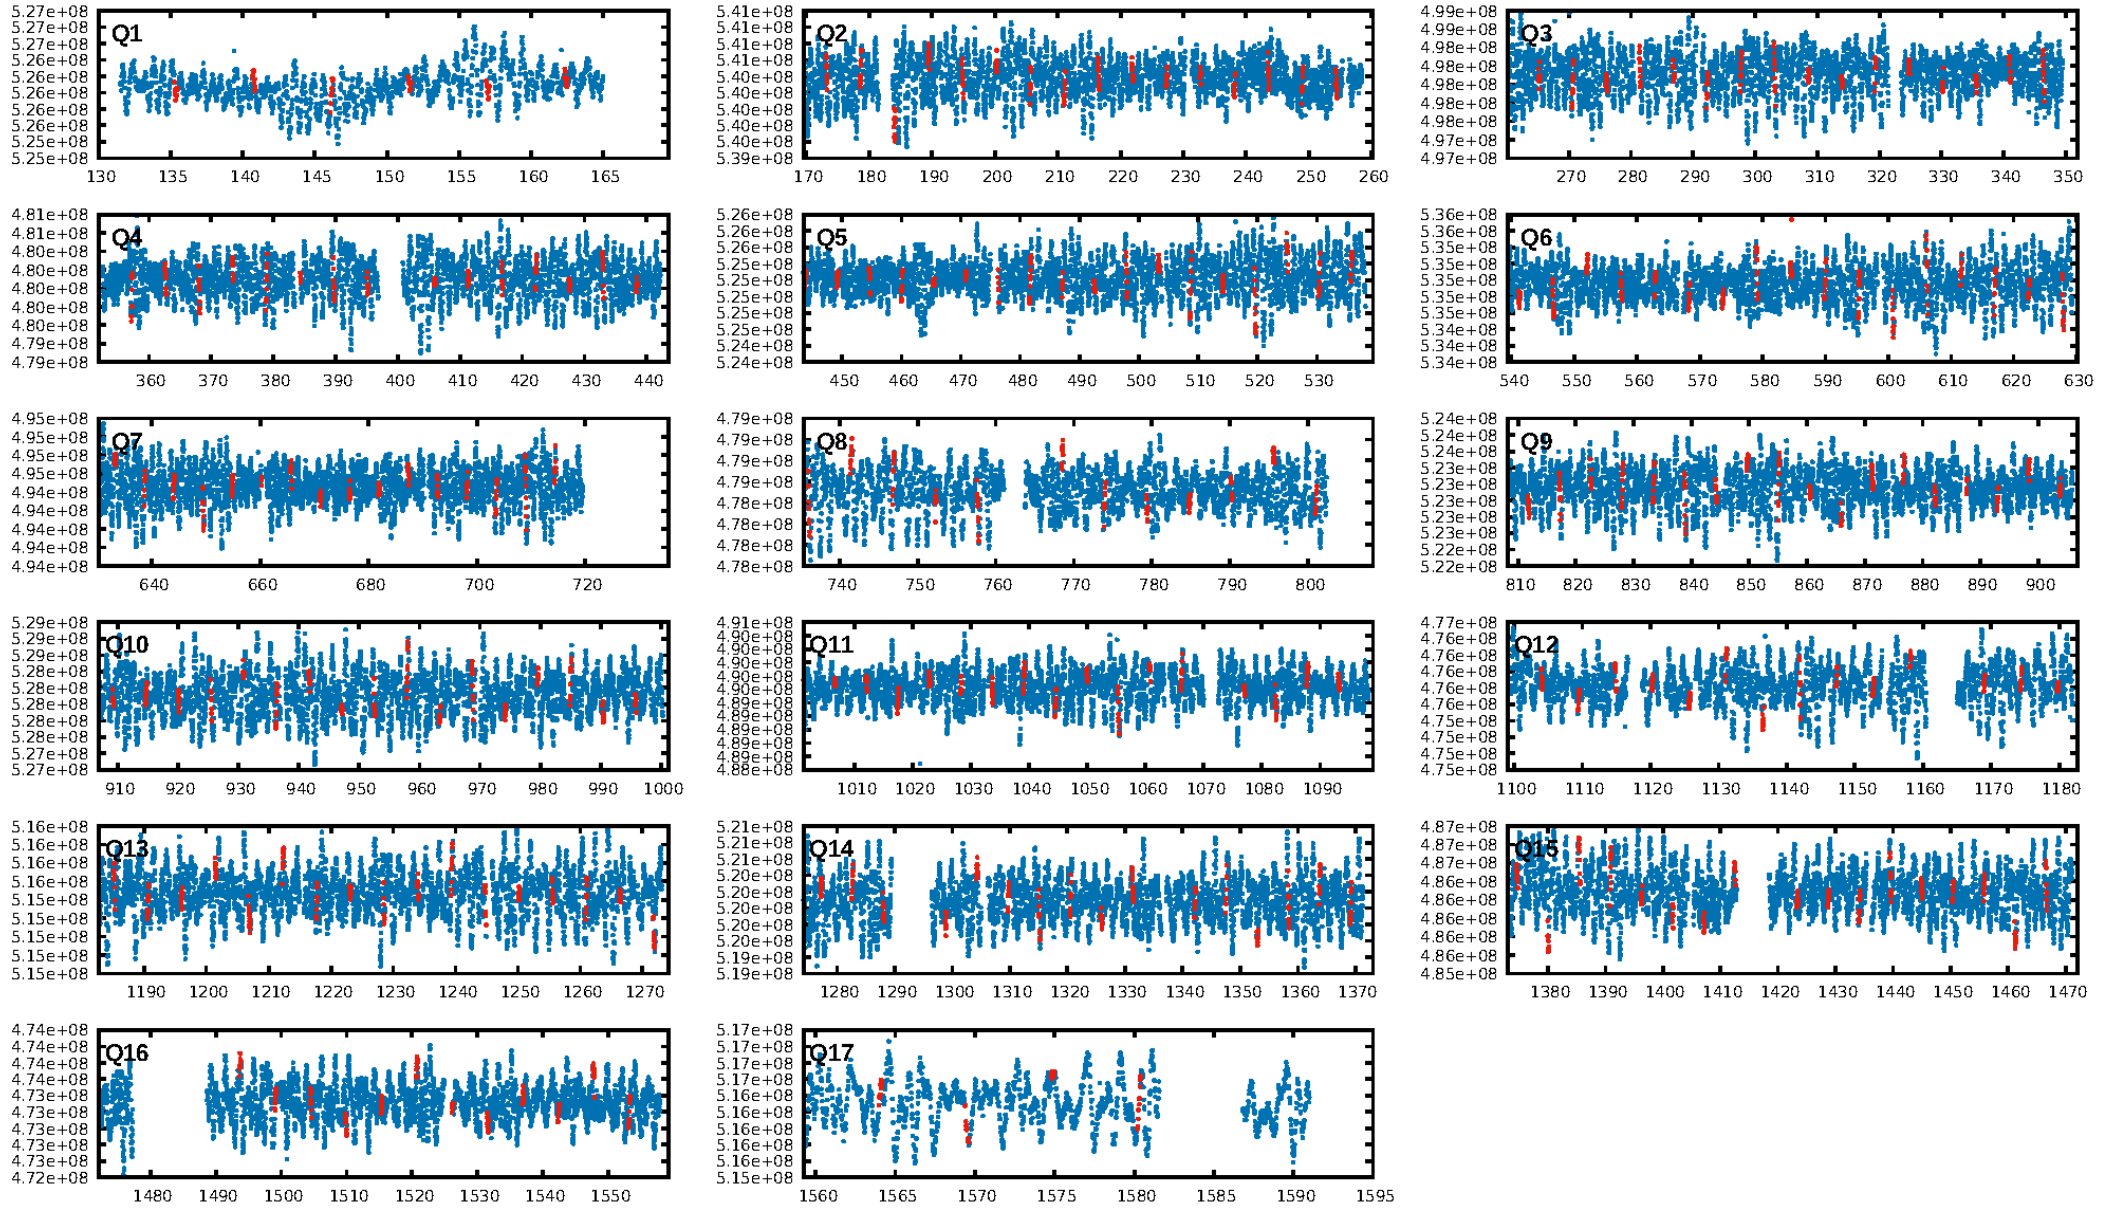 5.27e+08 5.27e+08 5.27e+08 5.26e+08 5.26e+08 5.26e+08 5.26e+08 5.26e+08 5.25e+08 5.25e+08
Q1
130 135 140 145 150 155 160 165
5.41e+08 5.41e+08 5.41e+08 5.40e+08 5.40e+08 5.40e+08 5.40e+08 5.40e+08 5.40e+08 5.39e+08
Q2
170 180 190 200 210 220 230 240 250 260
4.99e+08 4.99e+08 4.98e+08 4.98e+08 4.98e+08 4.98e+08 4.98e+08 4.97e+08 4.97e+08
Q3
270 280 290 300 310 320 330 340 350
4.81e+08 4.80e+08 4.80e+08 4.80e+08 4.80e+08 4.80e+08 4.80e+08 4.79e+08 4.79e+08
Q4
360 370 380 390 400 410 420 430 440
5.26e+08 5.26e+08 5.26e+08 5.25e+08 5.25e+08 5.25e+08 5.25e+08 5.25e+08 5.24e+08 5.24e+08
Q5
450 460 470 480 490 500 510 520 530
5.36e+08 5.36e+08 5.35e+08 5.35e+08 5.35e+08 5.35e+08 5.35e+08 5.34e+08 5.34e+08 5.34e+08
Q6
540 550 560 570 580 590 600 610 620 630
4.95e+08 4.95e+08 4.95e+08 4.95e+08 4.94e+08 4.94e+08 4.94e+08 4.94e+08 4.94e+08
Q7
640 660 680 700 720
4.79e+08 4.79e+08 4.79e+08 4.79e+08 4.78e+08 4.78e+08 4.78e+08 4.78e+08
Q8
740 750 760 770 780 790 800
5.24e+08 5.24e+08 5.24e+08 5.23e+08 5.23e+08 5.23e+08 5.23e+08 5.23e+08 5.22e+08 5.22e+08
Q9
810 820 830 840 850 860 870 880 890 900
5.29e+08 5.29e+08 5.29e+08 5.28e+08 5.28e+08 5.28e+08 5.28e+08 5.28e+08 5.27e+08 5.27e+08
Q10
910 920 930 940 950 960 970 980 990 1000
4.91e+08 4.90e+08 4.90e+08 4.90e+08 4.90e+08 4.90e+08 4.89e+08 4.89e+08 4.89e+08 4.89e+08 4.89e+08 4.88e+08
Q11
1010 1020 1030 1040 1050 1060 1070 1080 1090
4.77e+08 4.76e+08 4.76e+08 4.76e+08 4.76e+08 4.76e+08 4.75e+08 4.75e+08 4.75e+08
Q12
1100 1110 1120 1130 1140 1150 1160 1170 1180
5.16e+08 5.16e+08 5.16e+08 5.16e+08 5.15e+08 5.15e+08 5.15e+08 5.15e+08 5.15e+08
Q13
1190 1200 1210 1220 1230 1240 1250 1260 1270
5.21e+08 5.21e+08 5.21e+08 5.20e+08 5.20e+08 5.20e+08 5.20e+08 5.20e+08 5.19e+08 5.19e+08
Q14
1280 1290 1300 1310 1320 1330 1340 1350 1360 1370
4.87e+08 4.87e+08 4.87e+08 4.86e+08 4.86e+08 4.86e+08 4.86e+08 4.86e+08 4.85e+08
Q15
1380 1390 1400 1410 1420 1430 1440 1450 1460 1470
4.74e+08 4.74e+08 4.74e+08 4.74e+08 4.73e+08 4.73e+08 4.73e+08 4.73e+08 4.73e+08 4.72e+08
Q16
1480 1490 1500 1510 1520 1530 1540 1550
5.17e+08 5.17e+08 5.17e+08 5.17e+08 5.16e+08 5.16e+08 5.16e+08 5.16e+08 5.16e+08 5.15e+08
Q17
1560 1565 1570 1575 1580 1585 1590 1595